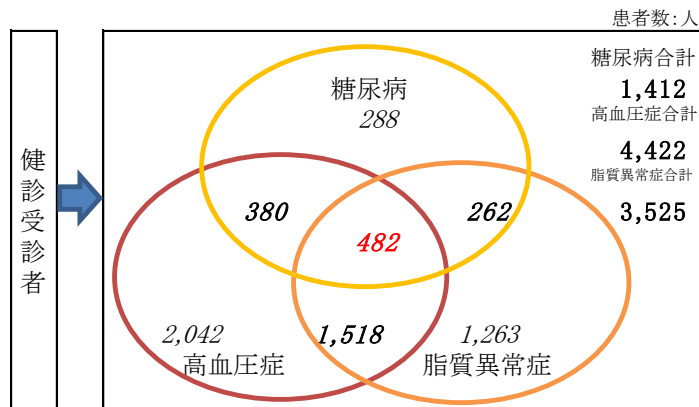 患者数:人
健診受診者
糖尿病
288
380
262
482
2,042
1,518
1,263
高血圧症
脂質異常症
糖尿病合計
1,412
高血圧症合計
4,422
脂質異常症合計
3,525